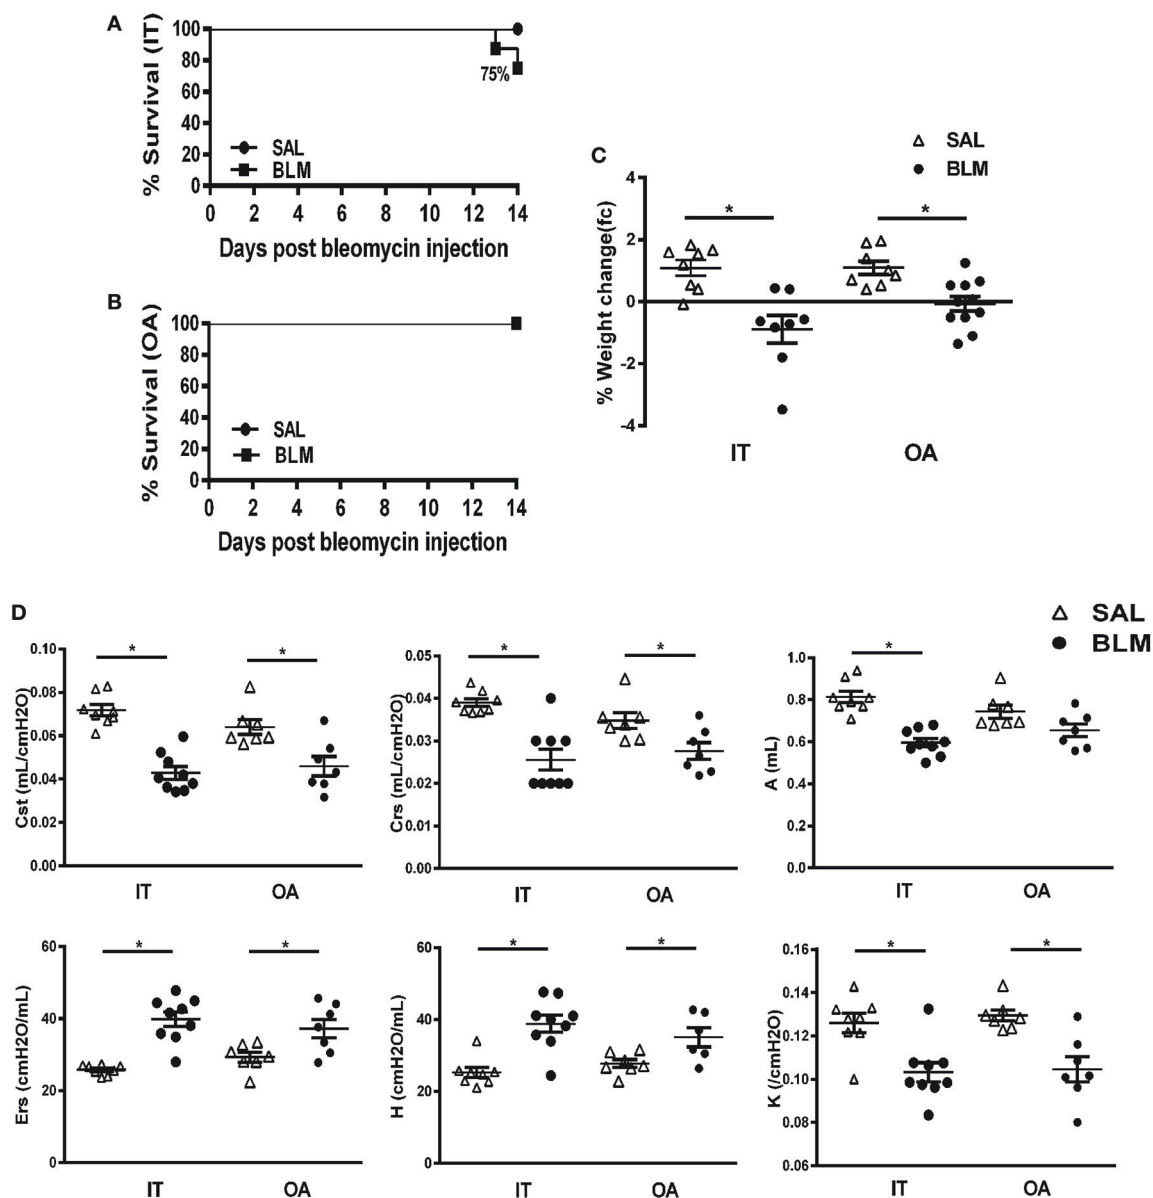 A
% Survival (IT)
100
80
60
40
20
0
75%
SAL
BLM
0 2 4 6 8 10 12 14
Days post bleomycin injection
B
% Survival (OA)
100
80
60
40
20
0
SAL
BLM
0 2 4 6 8 10 12 14
Days post bleomycin injection
C
SAL
BLM
% Weight change(fc)
4
2
0
-2
-4
* *
IT OA
D
SAL
BLM
Cst (mL/cmH2O)
0.10
0.08
0.06
0.04
0.02
0.00
* *
IT OA
Crs (mL/cmH2O)
0.05
0.04
0.03
0.02
0.01
0.00
* *
IT OA
A (mL)
1.0
0.8
0.6
0.4
0.2
0.0
*
IT OA
Ers (cmH2O/mL)
60
40
20
0
* *
IT OA
H (cmH2O/mL)
60
40
20
0
* *
IT OA
K (/cmH2O)
0.16
0.14
0.12
0.10
0.08
0.06
* *
IT OA